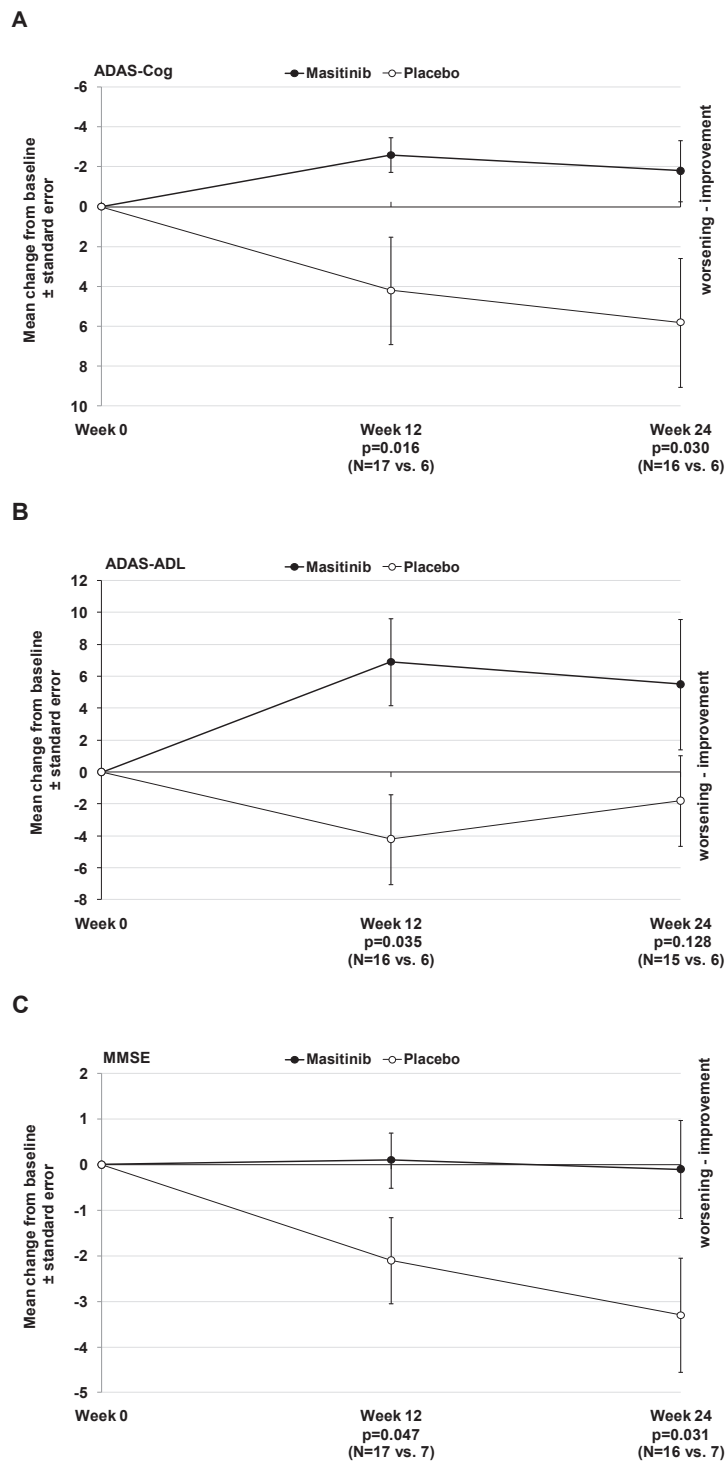 A
ADAS-Cog
Masitinib Placebo
-6
-4
-2
0
2
4
6
8
10
Mean change from baseline
± standard error
worsening - improvement
Week 0 Week 12 Week 24
p=0.016 p=0.030
(N=17 vs. 6) (N=16 vs. 6)
B
ADAS-ADL
Masitinib Placebo
12
10
8
6
4
2
0
-2
-4
-6
-8
Mean change from baseline
± standard error
worsening - improvement
Week 0 Week 12 Week 24
p=0.035 p=0.128
(N=16 vs. 6) (N=15 vs. 6)
C
MMSE
Masitinib Placebo
2
1
0
-1
-2
-3
-4
-5
Mean change from baseline
± standard error
worsening - improvement
Week 0 Week 12 Week 24
p=0.047 p=0.031
(N=17 vs. 7) (N=16 vs. 7)